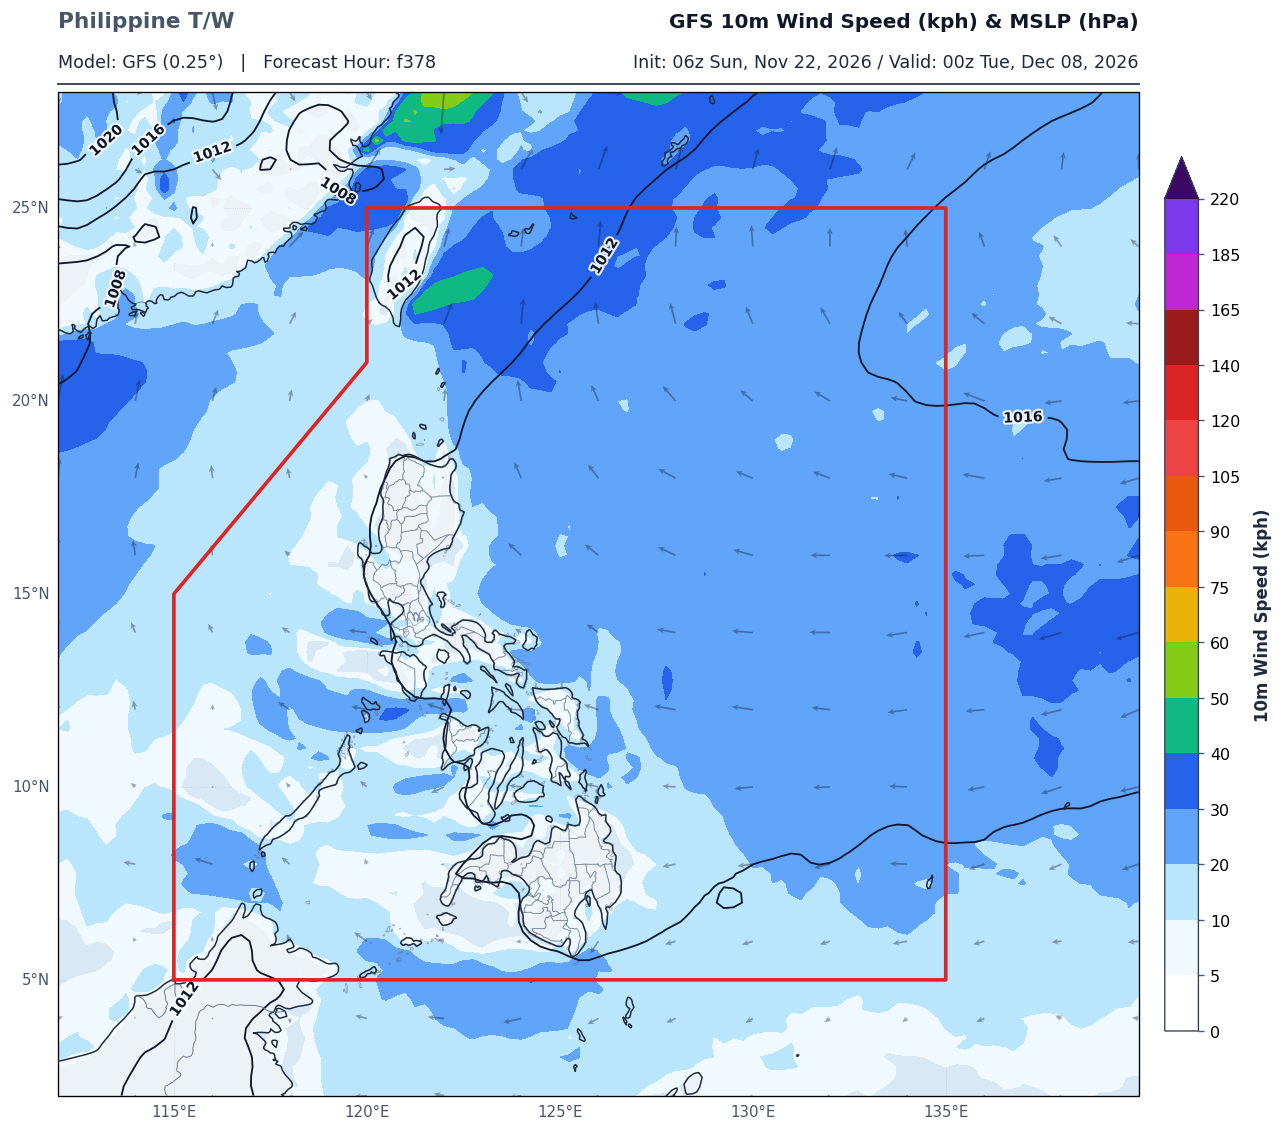 Philippine T/W
GFS 10m Wind Speed (kph) & MSLP (hPa)
Model: GFS (0.25°)   |   Forecast Hour: f378
Init: 06z Sun, Nov 22, 2026 / Valid: 00z Tue, Dec 08, 2026
1020
1016
1012
1008
1008
1012
1012
1016
1012
25°N
20°N
15°N
10°N
5°N
115°E
120°E
125°E
130°E
135°E
220
185
165
140
120
105
90
75
60
50
40
30
20
10
5
0
10m Wind Speed (kph)